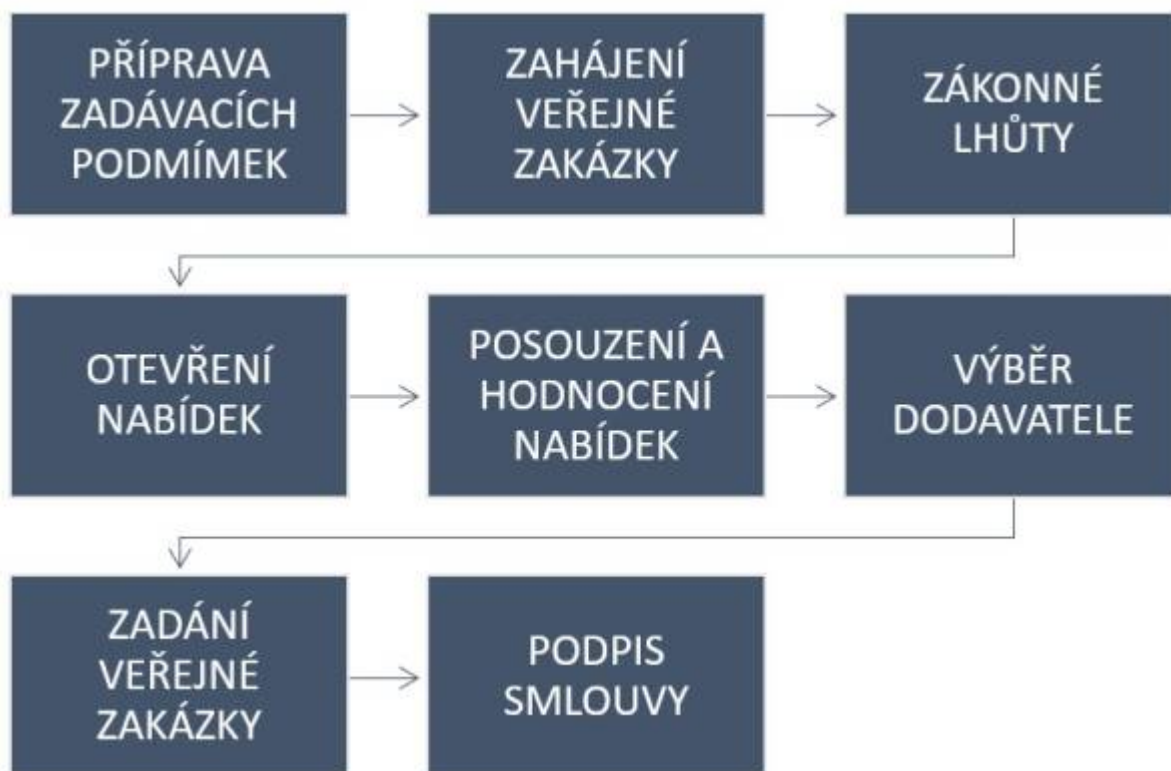 PŘÍPRAVA
ZADÁVACÍCH
PODMÍMEK
ZAHÁJENÍ
VEŘEJNÉ
ZAKÁZKY
ZÁKONNÉ
LHŮTY
OTEVŘENÍ
NABÍDEK
POSOUZENÍ A
HODNOCENÍ
NABÍDEK
VÝBĚR
DODAVATELE
ZADÁNÍ
VEŘEJNÉ
ZAKÁZKY
PODPIS
SMLOUVY